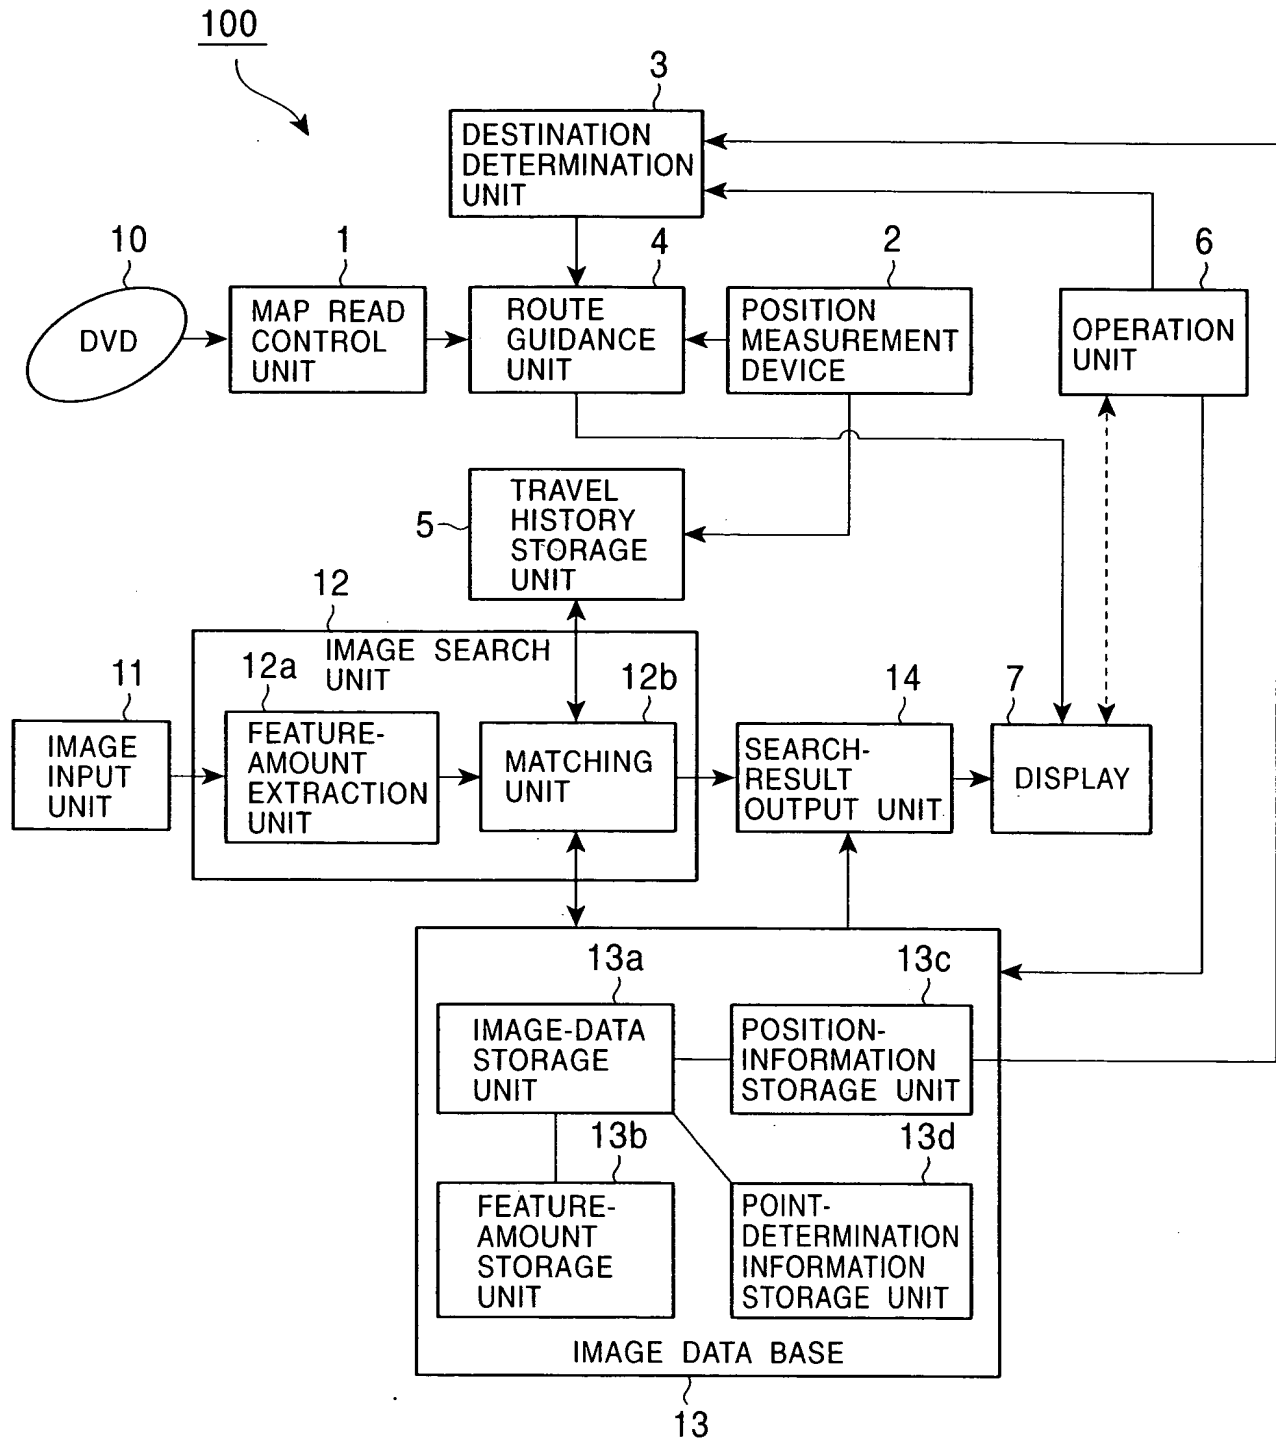 100
3
DESTINATION
DETERMINATION
UNIT
10
DVD
1
MAP READ
CONTROL
UNIT
4
ROUTE
GUIDANCE
UNIT
2
POSITION
MEASUREMENT
DEVICE
6
OPERATION
UNIT
5
TRAVEL
HISTORY
STORAGE
UNIT
12
IMAGE SEARCH
UNIT
11
IMAGE
INPUT
UNIT
12a
FEATURE-
AMOUNT
EXTRACTION
UNIT
12b
MATCHING
UNIT
14
SEARCH-
RESULT
OUTPUT UNIT
7
DISPLAY
13a
IMAGE-DATA
STORAGE
UNIT
13c
POSITION-
INFORMATION
STORAGE UNIT
13b
FEATURE-
AMOUNT
STORAGE
UNIT
13d
POINT-
DETERMINATION
INFORMATION
STORAGE UNIT
IMAGE DATA BASE
13